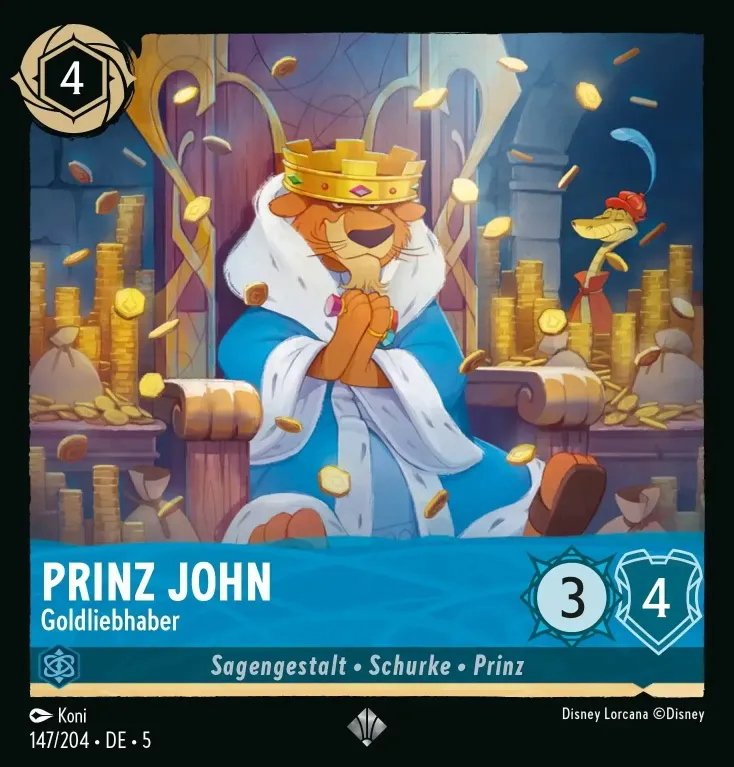 4
PRINZ JOHN
Goldliebhaber
3
4
Sagengestalt • Schurke • Prinz
Koni
Disney Lorcana ©Disney
147/204 • DE • 5